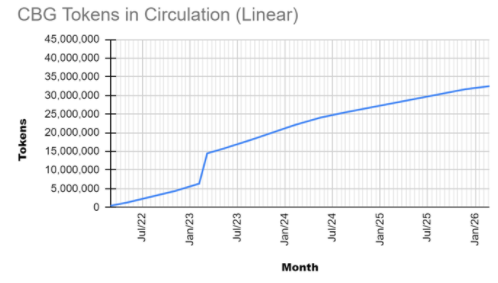 CBG Tokens in Circulation (Linear)
45,000,000
40,000,000
35,000,000
30,000,000
25,000,000
20,000,000
15,000,000
10,000,000
5,000,000
0
Tokens
Jul/22
Jan/23
Jul/23
Jan/24
Jul/24
Jan/25
Jul/25
Jan/26
Month